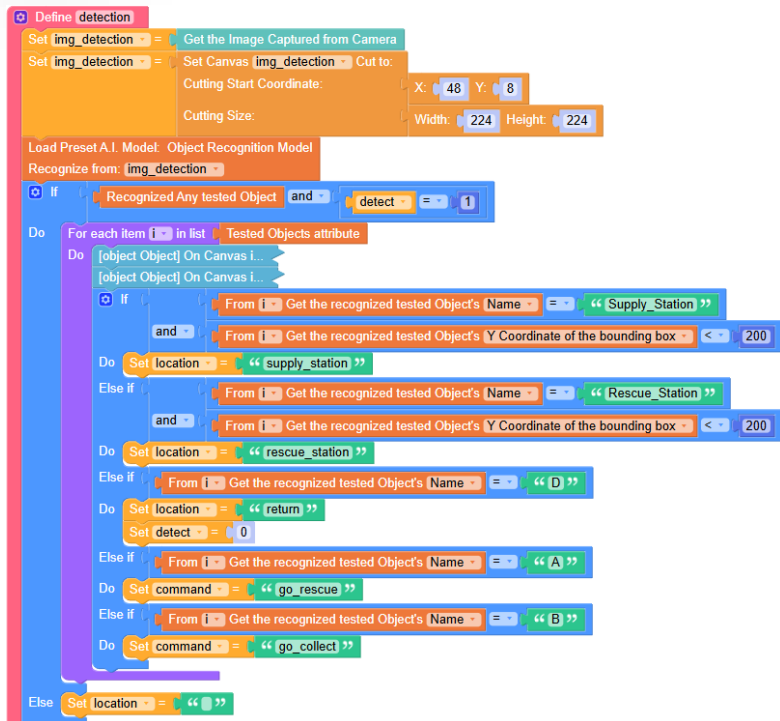 Define detection
Set img_detection = Get the Image Captured from Camera
Set img_detection = Set Canvas img_detection Cut to:
Cutting Start Coordinate: X: 48 Y: 8
Cutting Size: Width: 224 Height: 224
Load Preset A.I. Model: Object Recognition Model
Recognize from: img_detection
If Recognized Any tested Object and detect = 1
Do For each item i in list Tested Objects attribute
Do [object Object] On Canvas i...
[object Object] On Canvas i...
If From i Get the recognized tested Object's Name = “ Supply_Station ”
and From i Get the recognized tested Object's Y Coordinate of the bounding box < 200
Do Set location = “ supply_station ”
Else if From i Get the recognized tested Object's Name = “ Rescue_Station ”
and From i Get the recognized tested Object's Y Coordinate of the bounding box < 200
Do Set location = “ rescue_station ”
Else if From i Get the recognized tested Object's Name = “ D ”
Do Set location = “ return ”
Set detect = 0
Else if From i Get the recognized tested Object's Name = “ A ”
Do Set command = “ go_rescue ”
Else if From i Get the recognized tested Object's Name = “ B ”
Do Set command = “ go_collect ”
Else Set location = “ ”